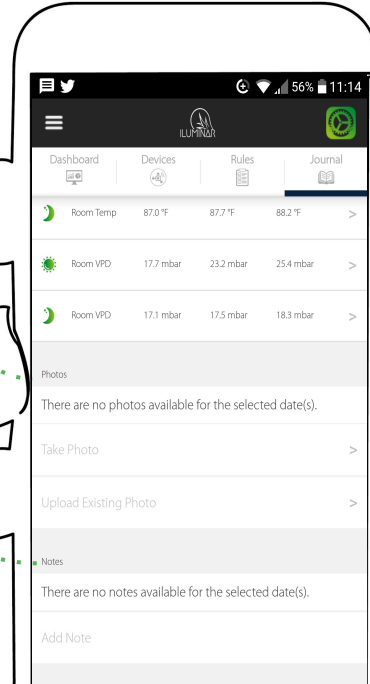 56% 11:14
ILUMINAR
Dashboard Devices Rules Journal
Room Temp 87.0 °F 87.7 °F 88.2 °F >
Room VPD 17.7 mbar 23.2 mbar 25.4 mbar >
Room VPD 17.1 mbar 17.5 mbar 18.3 mbar >
Photos
There are no photos available for the selected date(s).
Take Photo >
Upload Existing Photo >
Notes
There are no notes available for the selected date(s).
Add Note